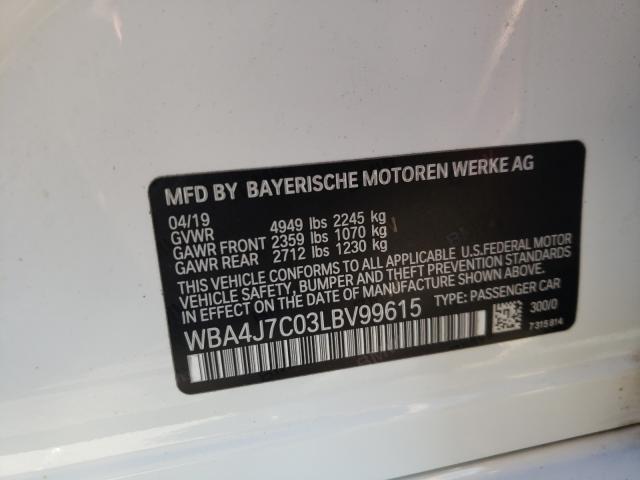 MFD BY BAYERISCHE MOTOREN WERKE AG
04/19
GVWR 4949 lbs 2245 kg
GAWR FRONT 2359 lbs 1070 kg
GAWR REAR 2712 lbs 1230 kg
THIS VEHICLE CONFORMS TO ALL APPLICABLE U.S.FEDERAL MOTOR
VEHICLE SAFETY, BUMPER AND THEFT PREVENTION STANDARDS
IN EFFECT ON THE DATE OF MANUFACTURE SHOWN ABOVE.
WBA4J7C03LBV99615 TYPE: PASSENGER CAR
300/0
7315814